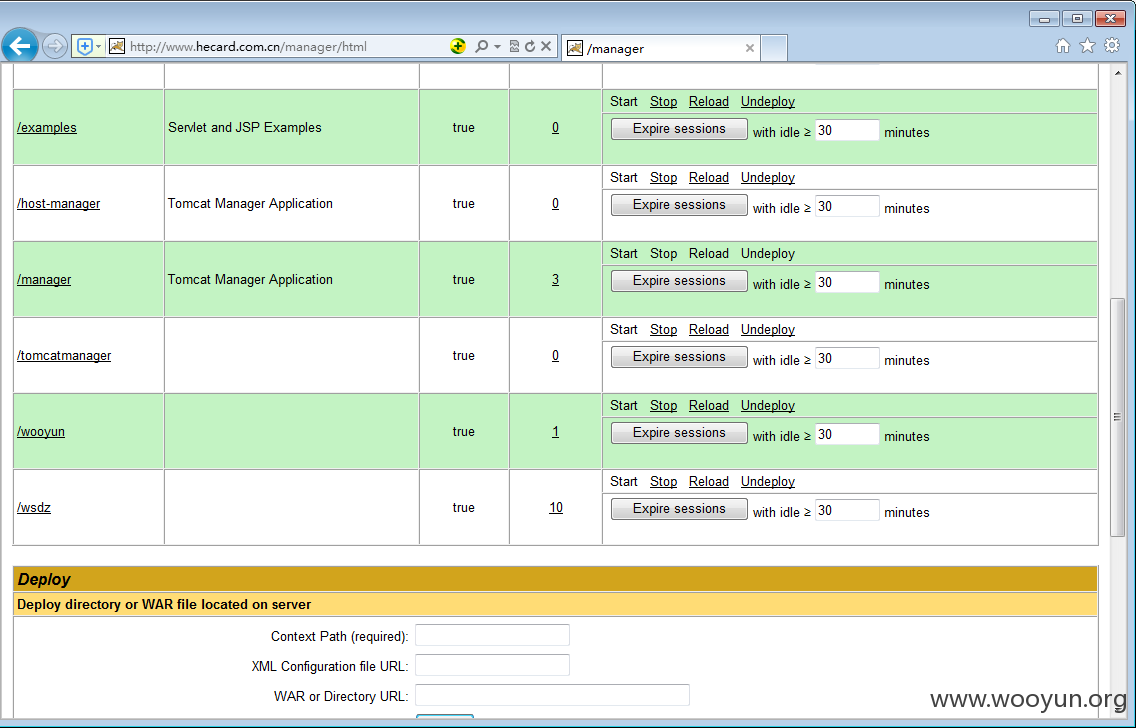 http://www.hecard.com.cn/manager/html
/manager
Start Stop Reload Undeploy
/examples Servlet and JSP Examples true 0
Expire sessions with idle ≥ 30 minutes
Start Stop Reload Undeploy
/host-manager Tomcat Manager Application true 0
Expire sessions with idle ≥ 30 minutes
Start Stop Reload Undeploy
/manager Tomcat Manager Application true 3
Expire sessions with idle ≥ 30 minutes
Start Stop Reload Undeploy
/tomcatmanager true 0
Expire sessions with idle ≥ 30 minutes
Start Stop Reload Undeploy
/wooyun true 1
Expire sessions with idle ≥ 30 minutes
Start Stop Reload Undeploy
/wsdz true 10
Expire sessions with idle ≥ 30 minutes
Deploy
Deploy directory or WAR file located on server
Context Path (required):
XML Configuration file URL:
WAR or Directory URL:
www.wooyun.org